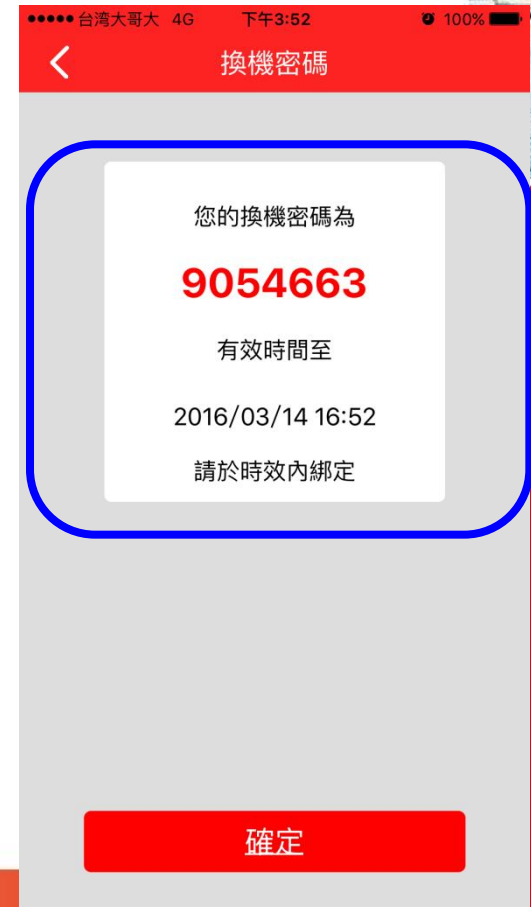 ●●●●● 台湾大哥大 4G 下午3:52 100%
換機密碼
您的換機密碼為
9054663
有效時間至
2016/03/14 16:52
請於時效內綁定
確定